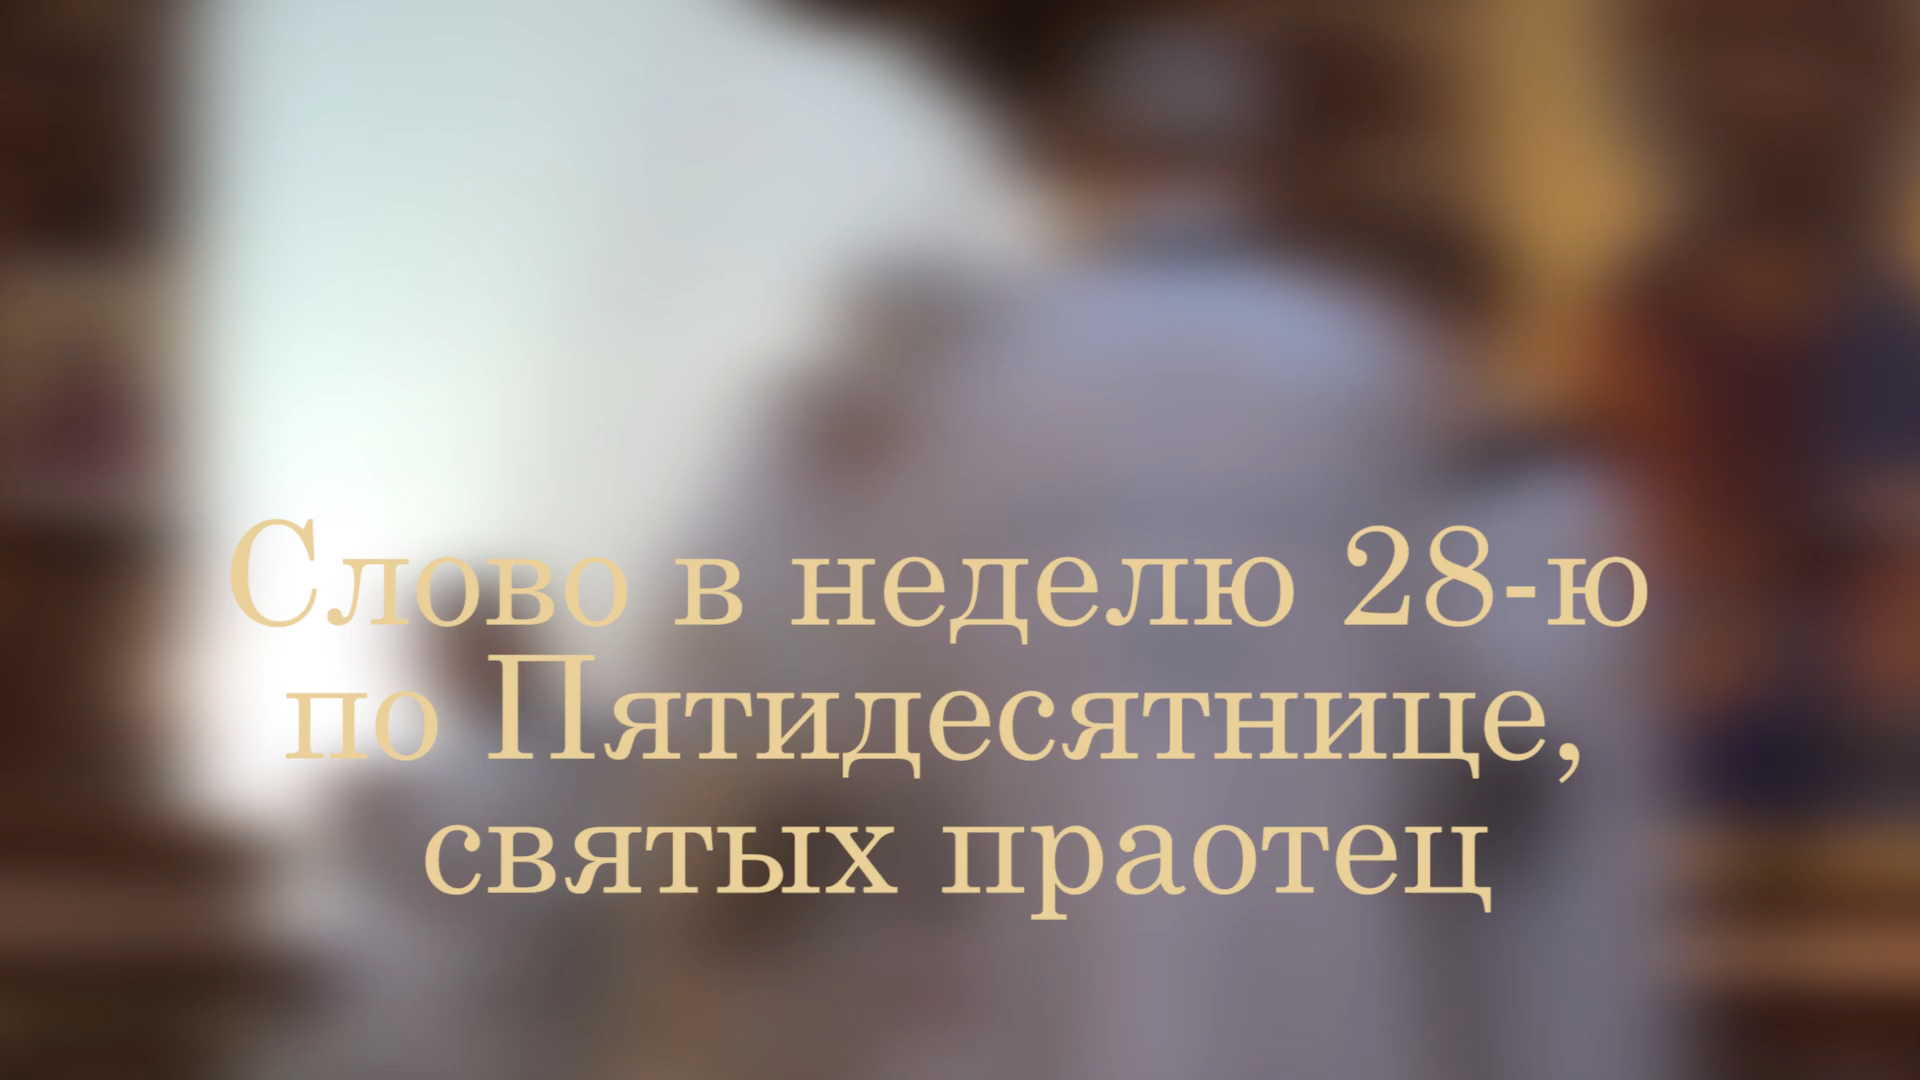 Слово в неделю 28-ю
по Пятидесятнице,
святых праотец